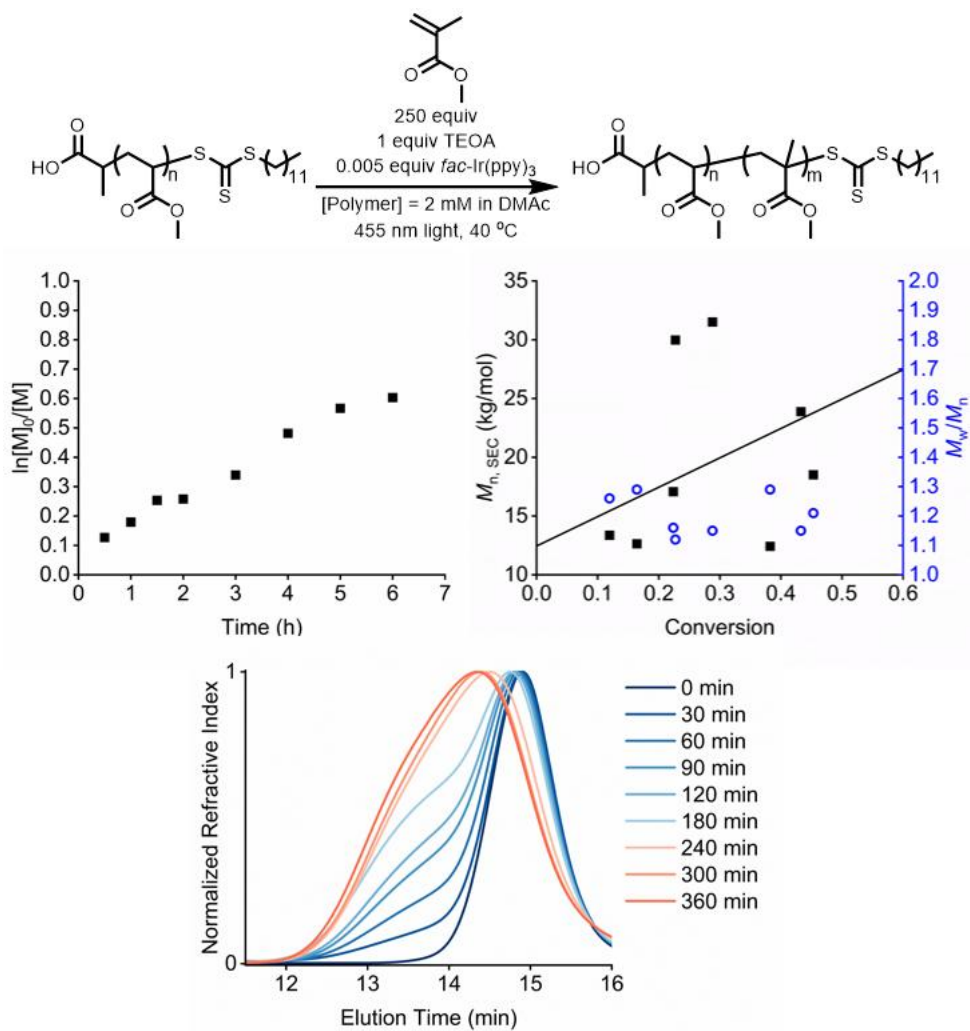 O
O
250 equiv
1 equiv TEOA
0.005 equiv fac-Ir(ppy)3
[Polymer] = 2 mM in DMAc
455 nm light, 40 °C
O
HO
n
S
S
S
11
O
O
O
HO
n
m
S
S
S
11
O
O
O
O
1.0
0.9
0.8
0.7
0.6
0.5
0.4
0.3
0.2
0.1
0.0
ln[M]0/[M]
0 1 2 3 4 5 6 7
Time (h)
35
30
25
20
15
10
Mn, SEC (kg/mol)
0.0 0.1 0.2 0.3 0.4 0.5 0.6
Conversion
2.0
1.9
1.8
1.7
1.6
1.5
1.4
1.3
1.2
1.1
1.0
Mw/Mn
1
0
Normalized Refractive Index
12 13 14 15 16
Elution Time (min)
0 min
30 min
60 min
90 min
120 min
180 min
240 min
300 min
360 min